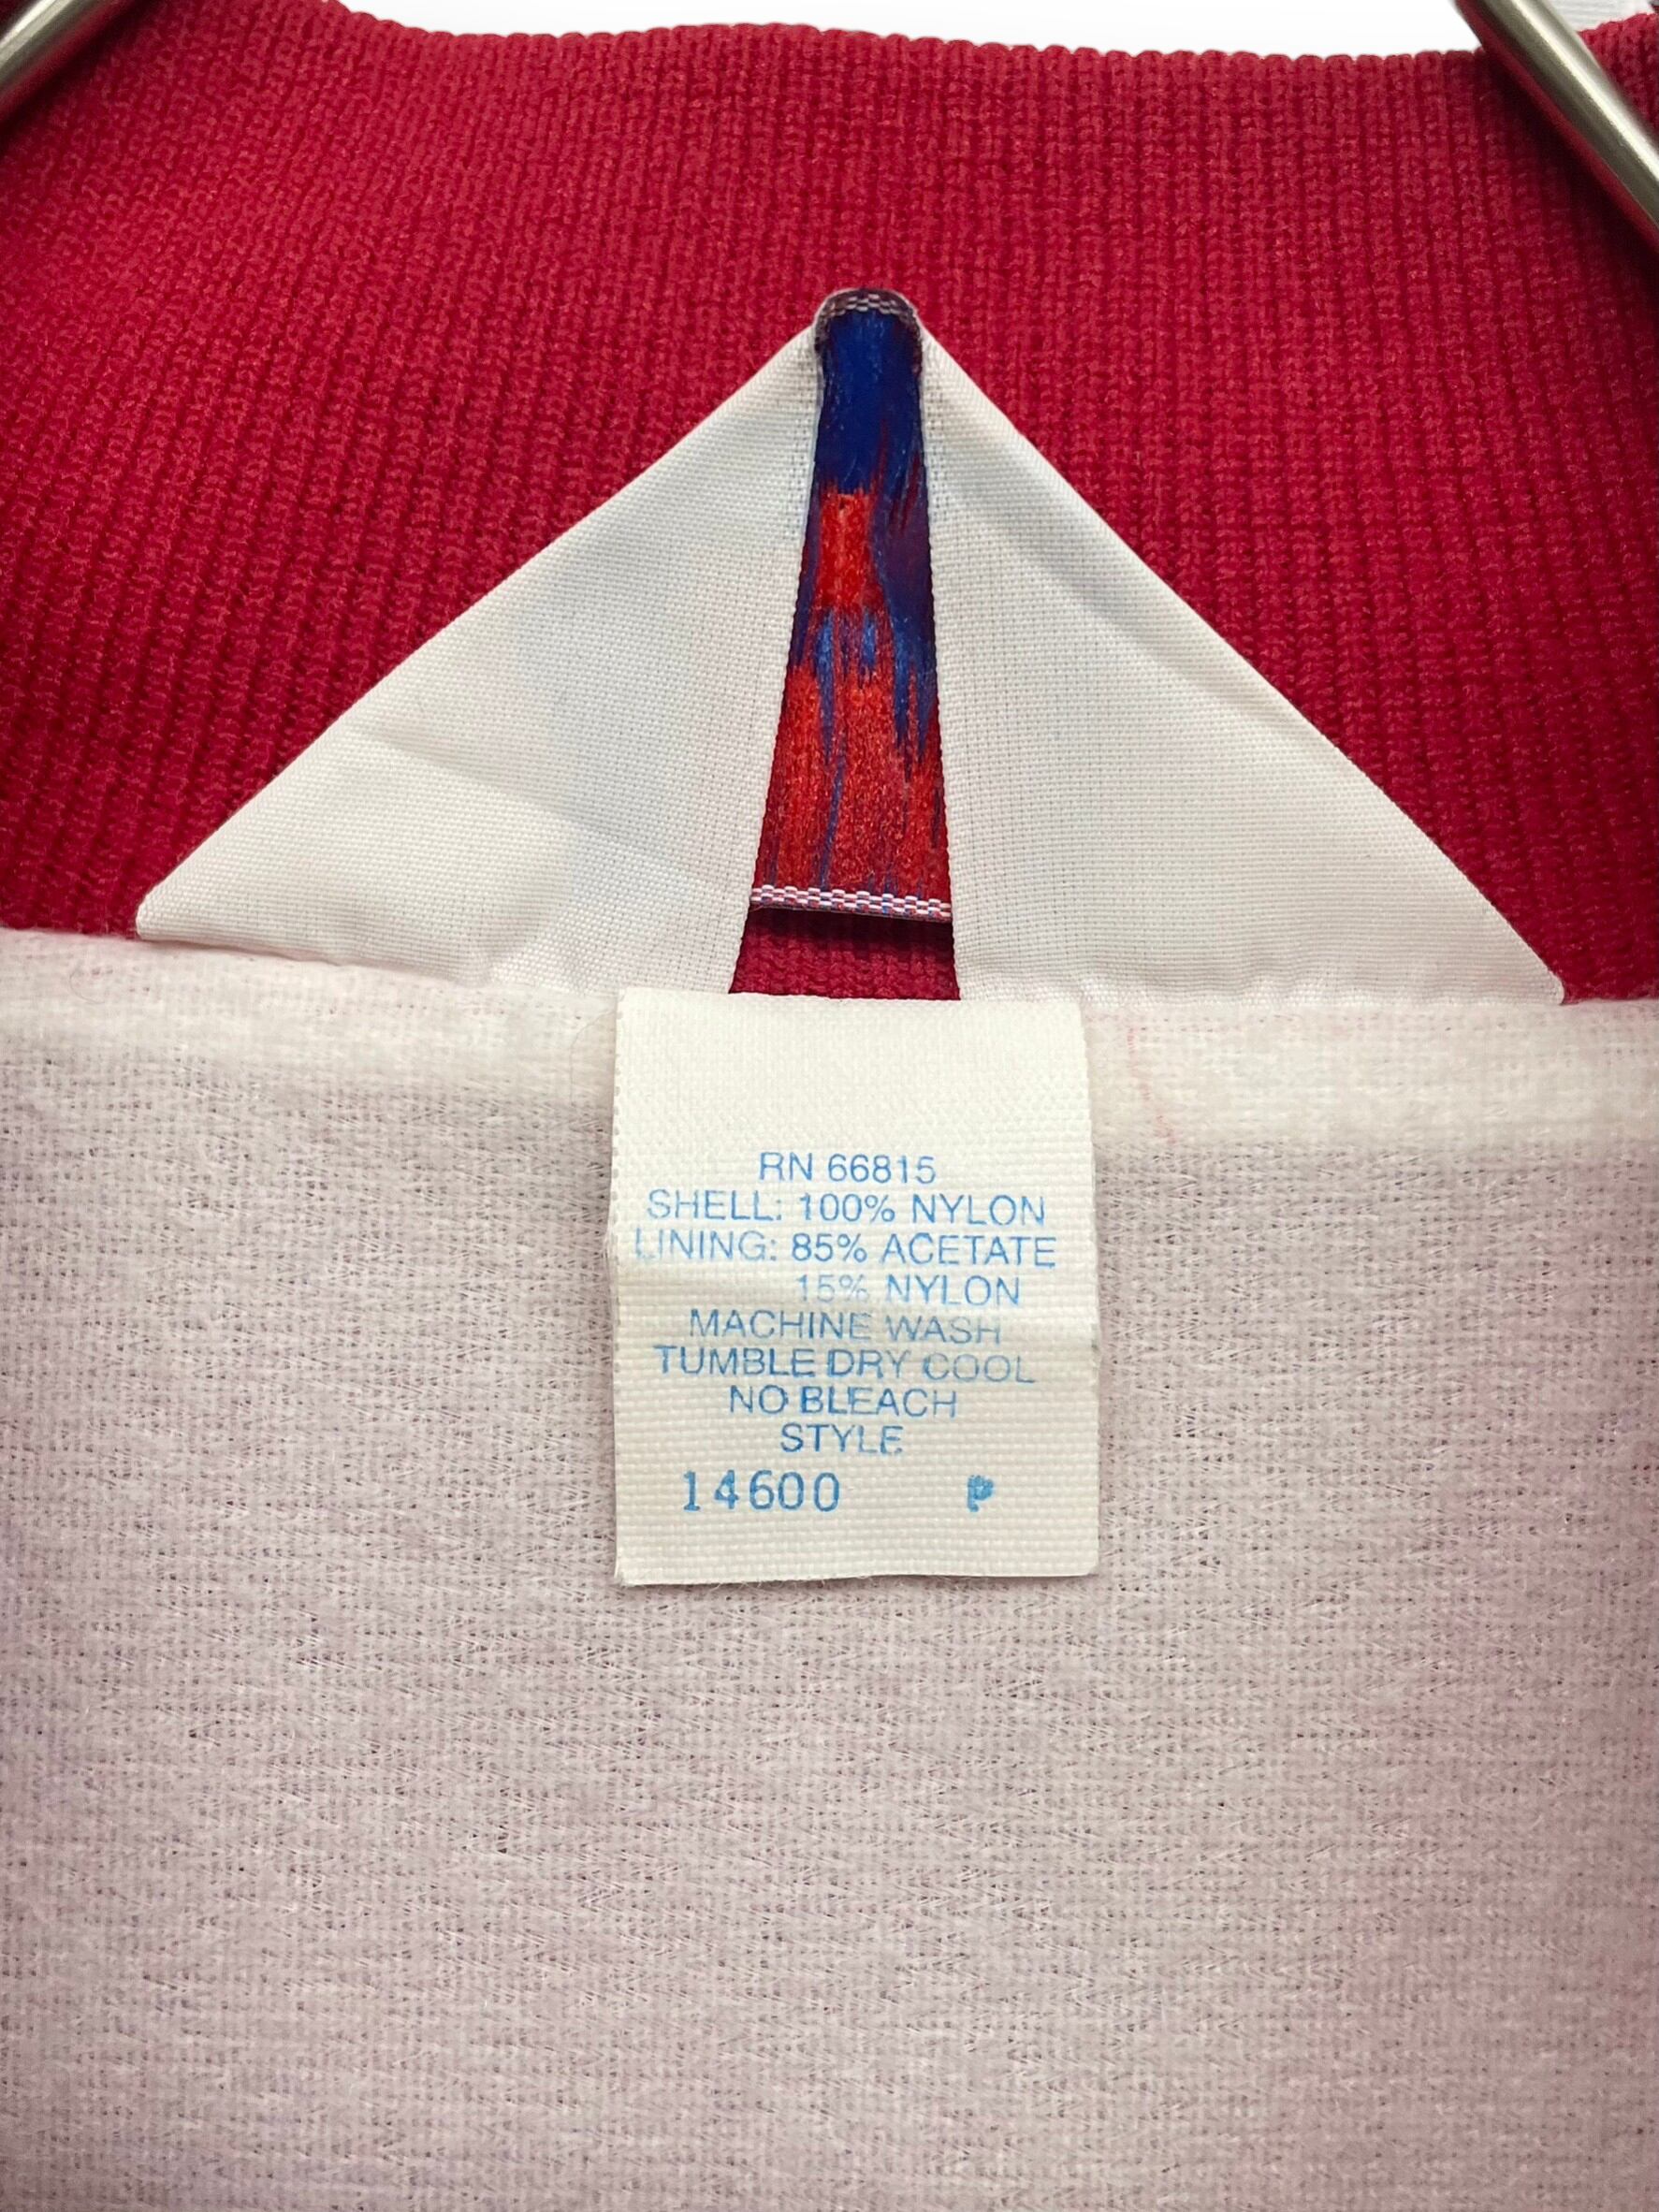 RN 66815
SHELL: 100% NYLON
LINING: 85% ACETATE
15% NYLON
MACHINE WASH
TUMBLE DRY COOL
NO BLEACH
STYLE
14600 P